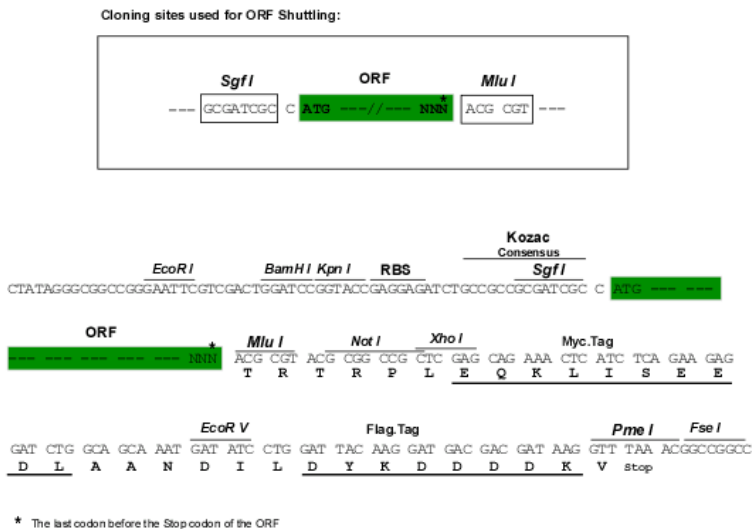 Cloning sites used for ORF Shuttling:
Sgf I ORF Mlu I
--- GCGATCGC C ATG ---//--- NNN* ACG CGT ---
Kozac
Consensus
EcoR I BamH I Kpn I RBS Sgf I
CTATAGGGCGGCCGGGAATTCGTCGACTGGATCCGGTACCGAGGAGATCTGCCGCCGCGATCGC C ATG --- ---
ORF Mlu I Not I Xho I Myc.Tag
--- --- --- --- --- NNN* ACG CGT ACG CGG CCG CTC GAG CAG AAA CTC ATC TCA GAA GAG
T R T R P L E Q K L I S E E
EcoR V Flag.Tag Pme I Fse I
GAT CTG GCA GCA AAT GAT ATC CTG GAT TAC AAG GAT GAC GAC GAT AAG GTT TAA ACGGCCGGCC
D L A A N D I L D Y K D D D D K V Stop
* The last codon before the Stop codon of the ORF